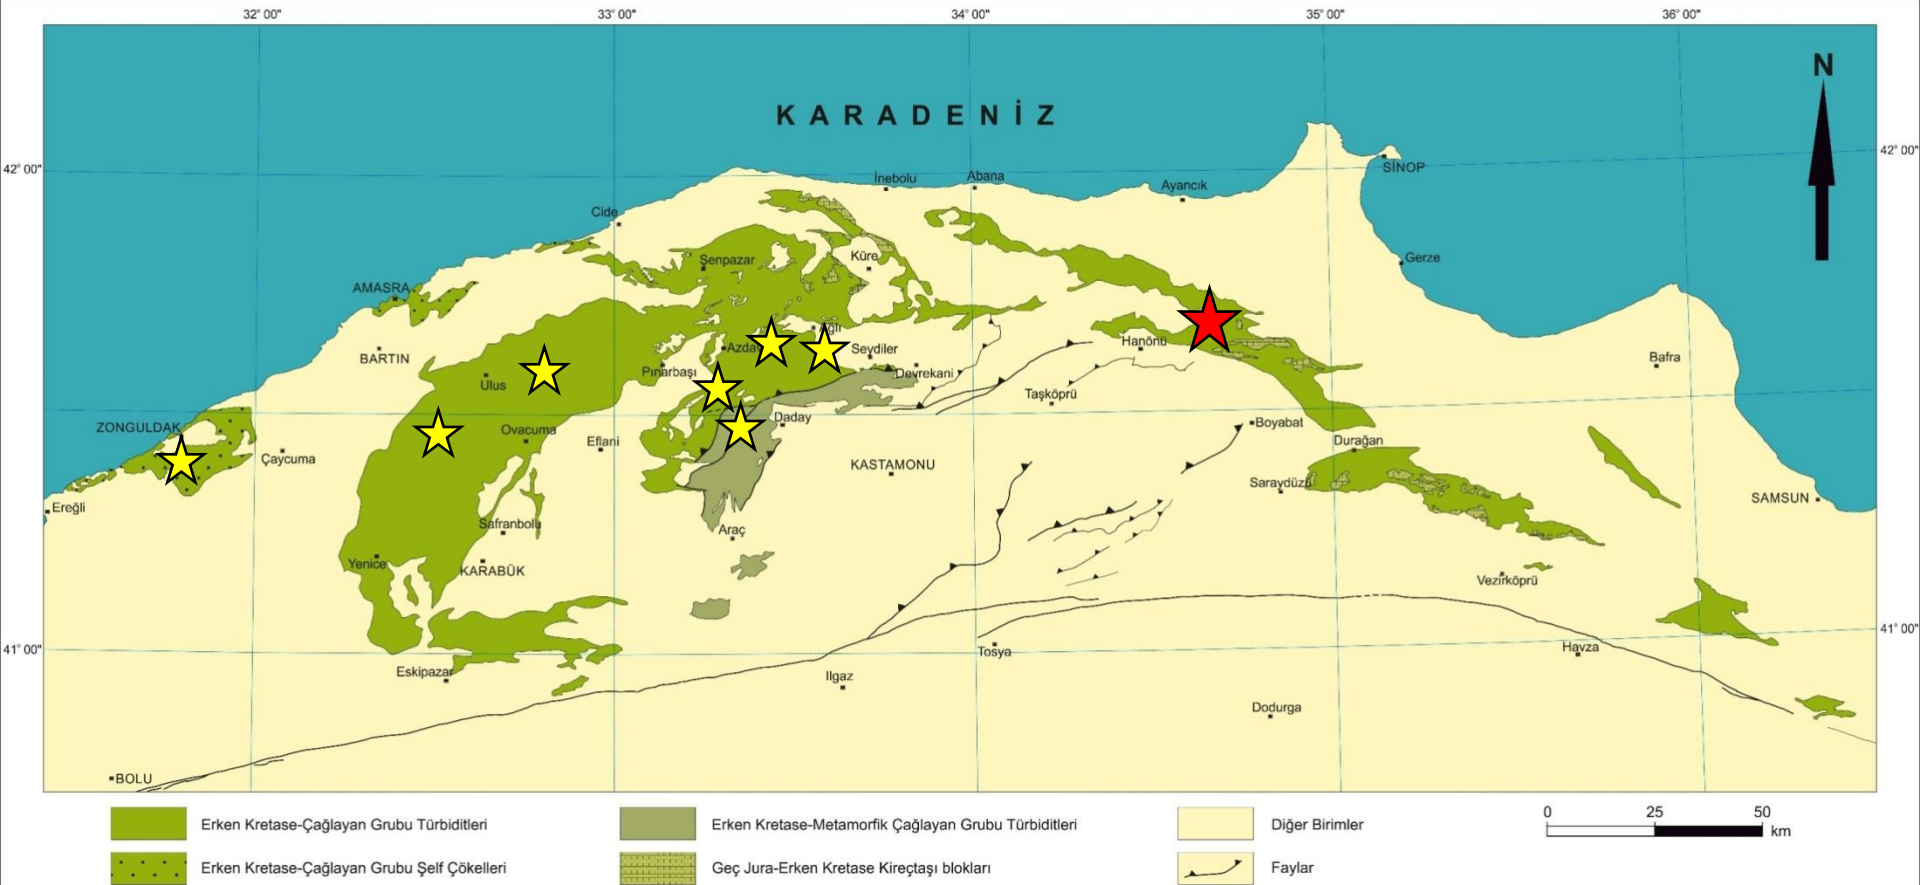 32° 00" 33° 00" 34° 00" 35° 00" 36° 00"
N
KARADENİZ
42° 00" 42° 00"
SİNOP
İnebolu Abana Ayancık
Cide
Gerze
Şenpazar Küre
AMASRA
Ağlı
BARTIN Azda Seydiler Hanönü Bafra
Ulus Pınarbaşı Devrekani
Taşköprü
ZONGULDAK Ovacuma Eflani Daday Boyabat
Durağan
Çaycuma KASTAMONU
Saraydüzü
Ereğli SAMSUN
Safranbolu Araç
Yenice KARABÜK
Vezirköprü
41° 00" 41° 00"
Tosya Havza
Eskipazar Ilgaz
Dodurga
BOLU
Erken Kretase-Çağlayan Grubu Türbiditleri
Erken Kretase-Çağlayan Grubu Şelf Çökelleri
Erken Kretase-Metamorfik Çağlayan Grubu Türbiditleri
Geç Jura-Erken Kretase Kireçtaşı blokları
Diğer Birimler
Faylar
0 25 50
km